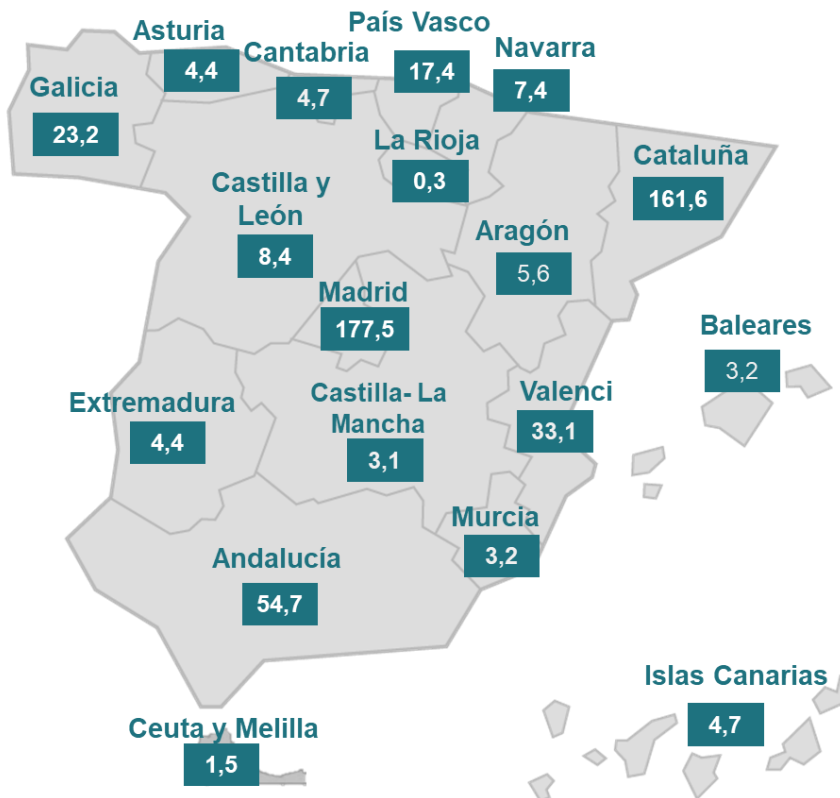 País Vasco
17,4
Asturia
4,4
Cantabria
4,7
Navarra
7,4
Galicia
23,2
La Rioja
0,3
Cataluña
161,6
Castilla y
León
8,4
Aragón
5,6
Madrid
177,5
Baleares
3,2
Extremadura
4,4
Castilla- La
Mancha
3,1
Valenci
33,1
Murcia
3,2
Andalucía
54,7
Islas Canarias
4,7
Ceuta y Melilla
1,5